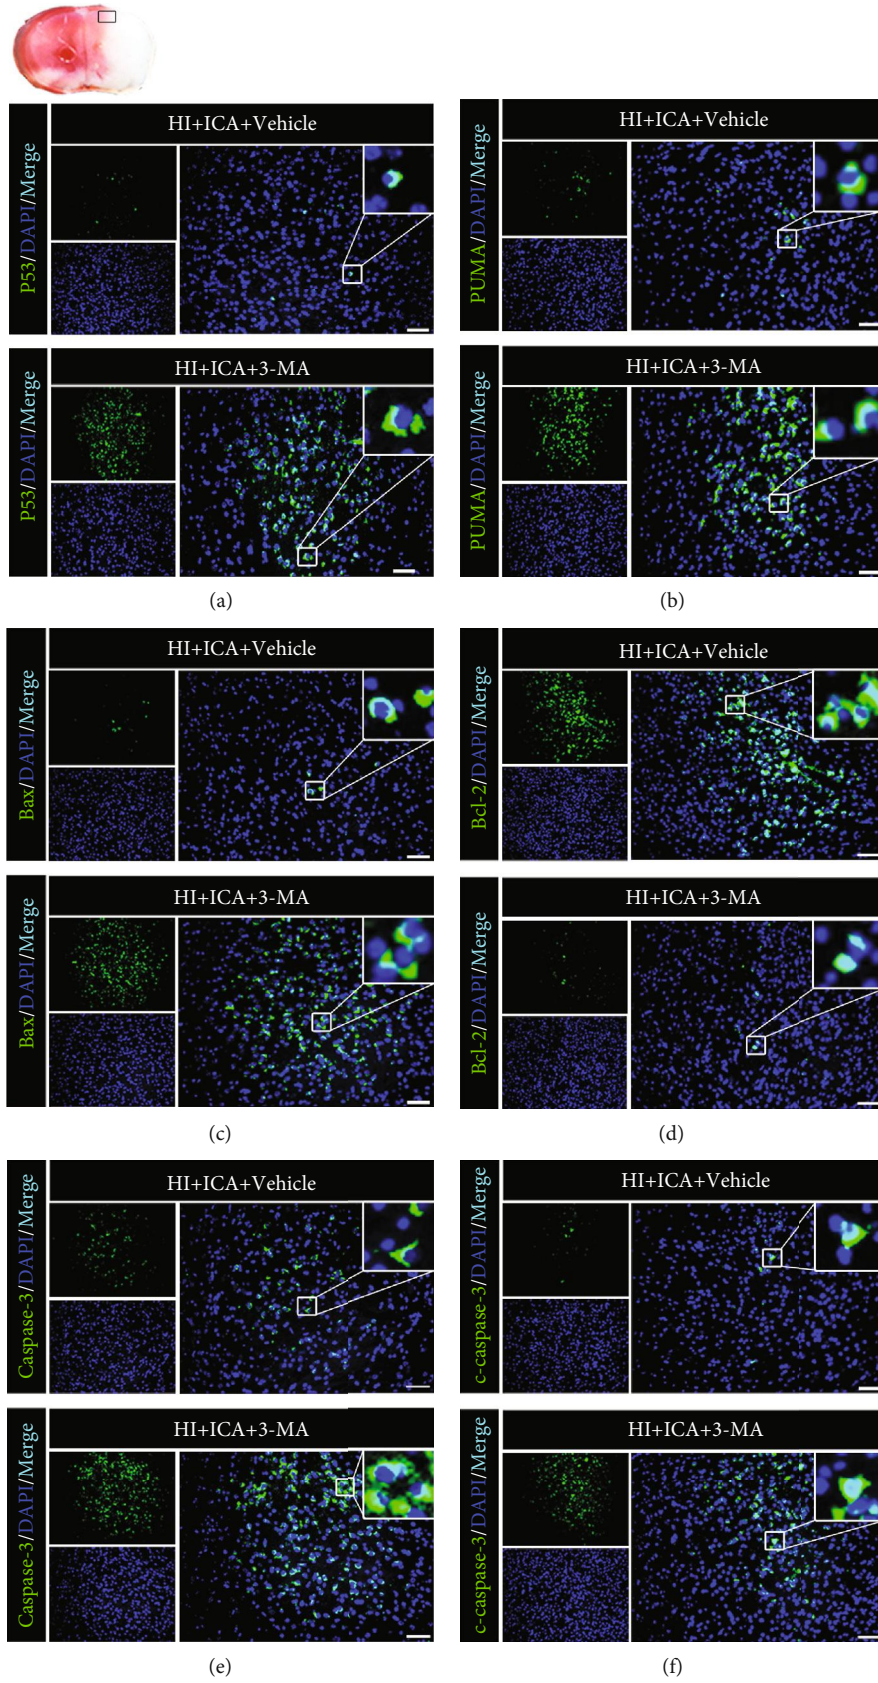 HI+ICA+Vehicle
P53/DAPI/Merge
HI+ICA+3-MA
P53/DAPI/Merge
(a)
HI+ICA+Vehicle
PUMA/DAPI/Merge
HI+ICA+3-MA
PUMA/DAPI/Merge
(b)
HI+ICA+Vehicle
Bax/DAPI/Merge
HI+ICA+3-MA
Bax/DAPI/Merge
(c)
HI+ICA+Vehicle
Bcl-2/DAPI/Merge
HI+ICA+3-MA
Bcl-2/DAPI/Merge
(d)
HI+ICA+Vehicle
Caspase-3/DAPI/Merge
HI+ICA+3-MA
Caspase-3/DAPI/Merge
(e)
HI+ICA+Vehicle
c-caspase-3/DAPI/Merge
HI+ICA+3-MA
c-caspase-3/DAPI/Merge
(f)